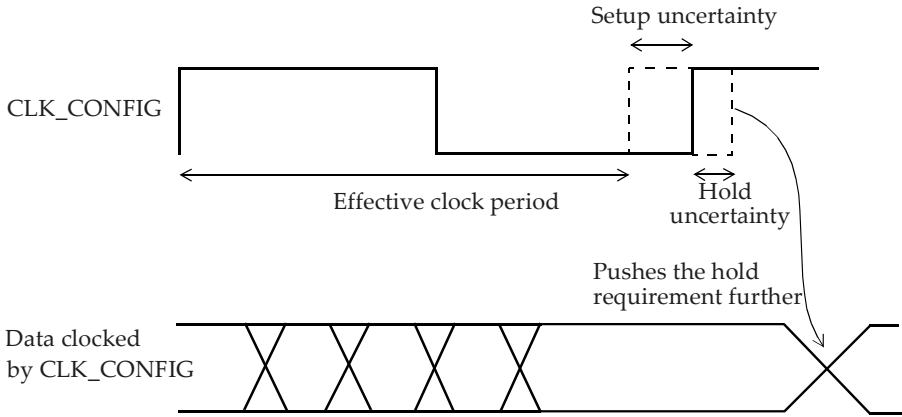 Setup uncertainty
CLK_CONFIG
Effective clock period
Hold
uncertainty
Pushes the hold
requirement further
Data clocked
by CLK_CONFIG